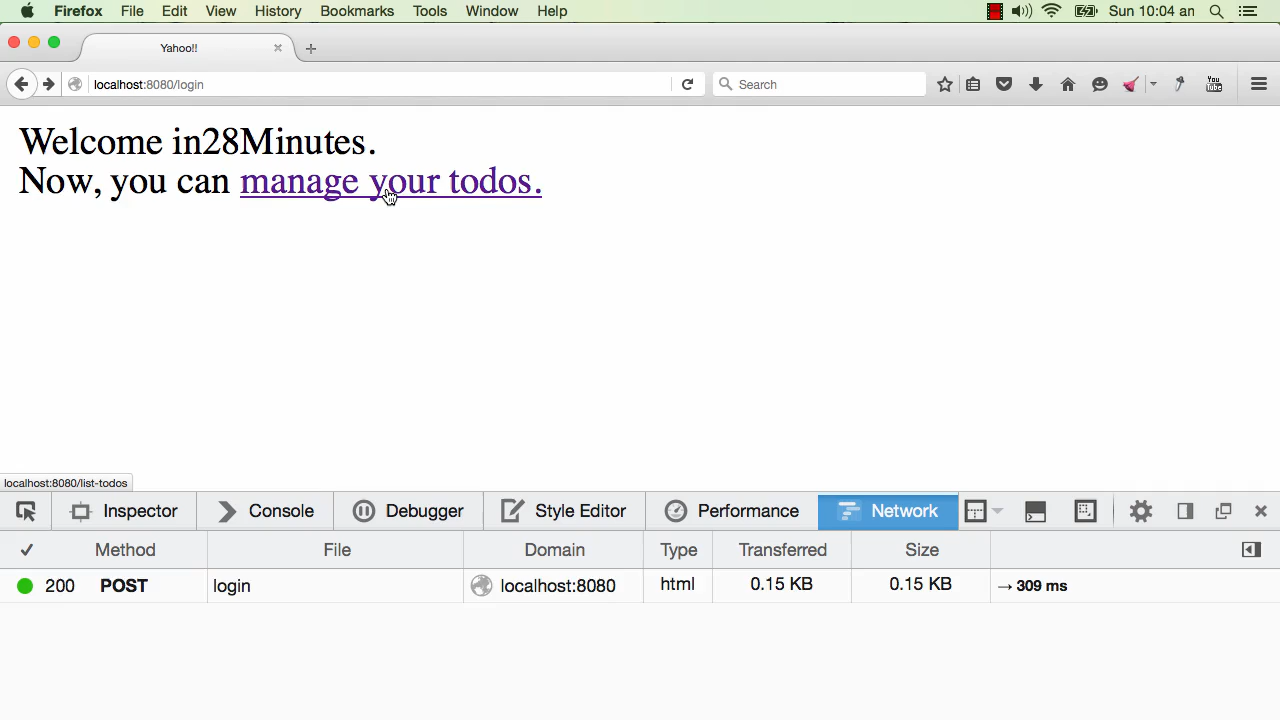 Firefox File Edit View History Bookmarks Tools Window Help Sun 10:04 an
Yahoo!!
localhost:8080/login Search You Tube
Welcome in28Minutes.
Now, you can manage your todos.
localhost:8080/list-todos
Inspector Console Debugger Style Editor Performance Network
Method File Domain Type Transferred Size
200 POST login localhost:8080 html 0.15 KB 0.15 KB → 309 ms